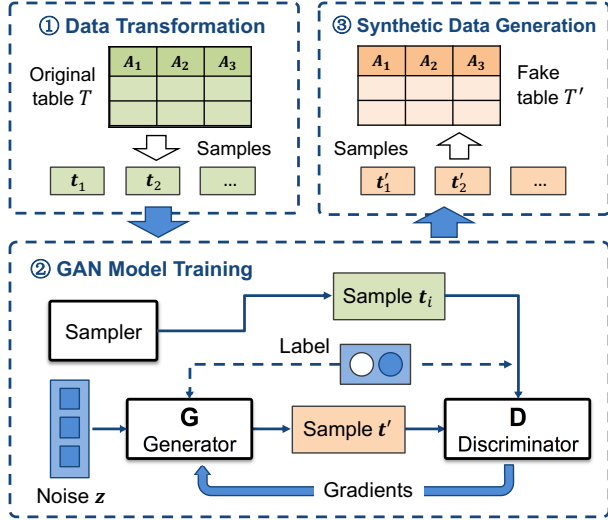 ① Data Transformation
Original
table T
A₁ A₂ A₃
Samples
t₁ t₂ ...
③ Synthetic Data Generation
A₁ A₂ A₃
Fake
table T′
Samples
t′₁ t′₂ ...
② GAN Model Training
Sampler
Sample tᵢ
Label
G
Generator
Sample t′
D
Discriminator
Noise z
Gradients